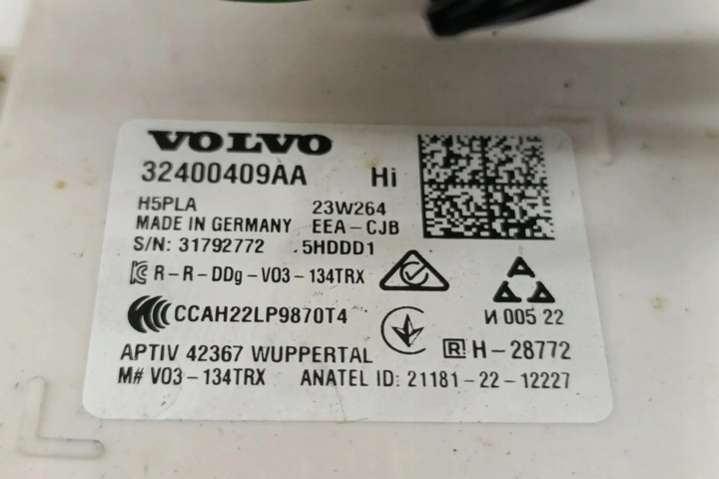 VOLVO
32400409AA Hi
H5PLA 23W264
MADE IN GERMANY EEA-CJB
S/N: 31792772 .5HDDD1
R-R-DDg-V03-134TRX
CCAH22LP9870T4
И 005 22
APTIV 42367 WUPPERTAL R H-28772
M# V03-134TRX ANATEL ID: 21181-22-12227